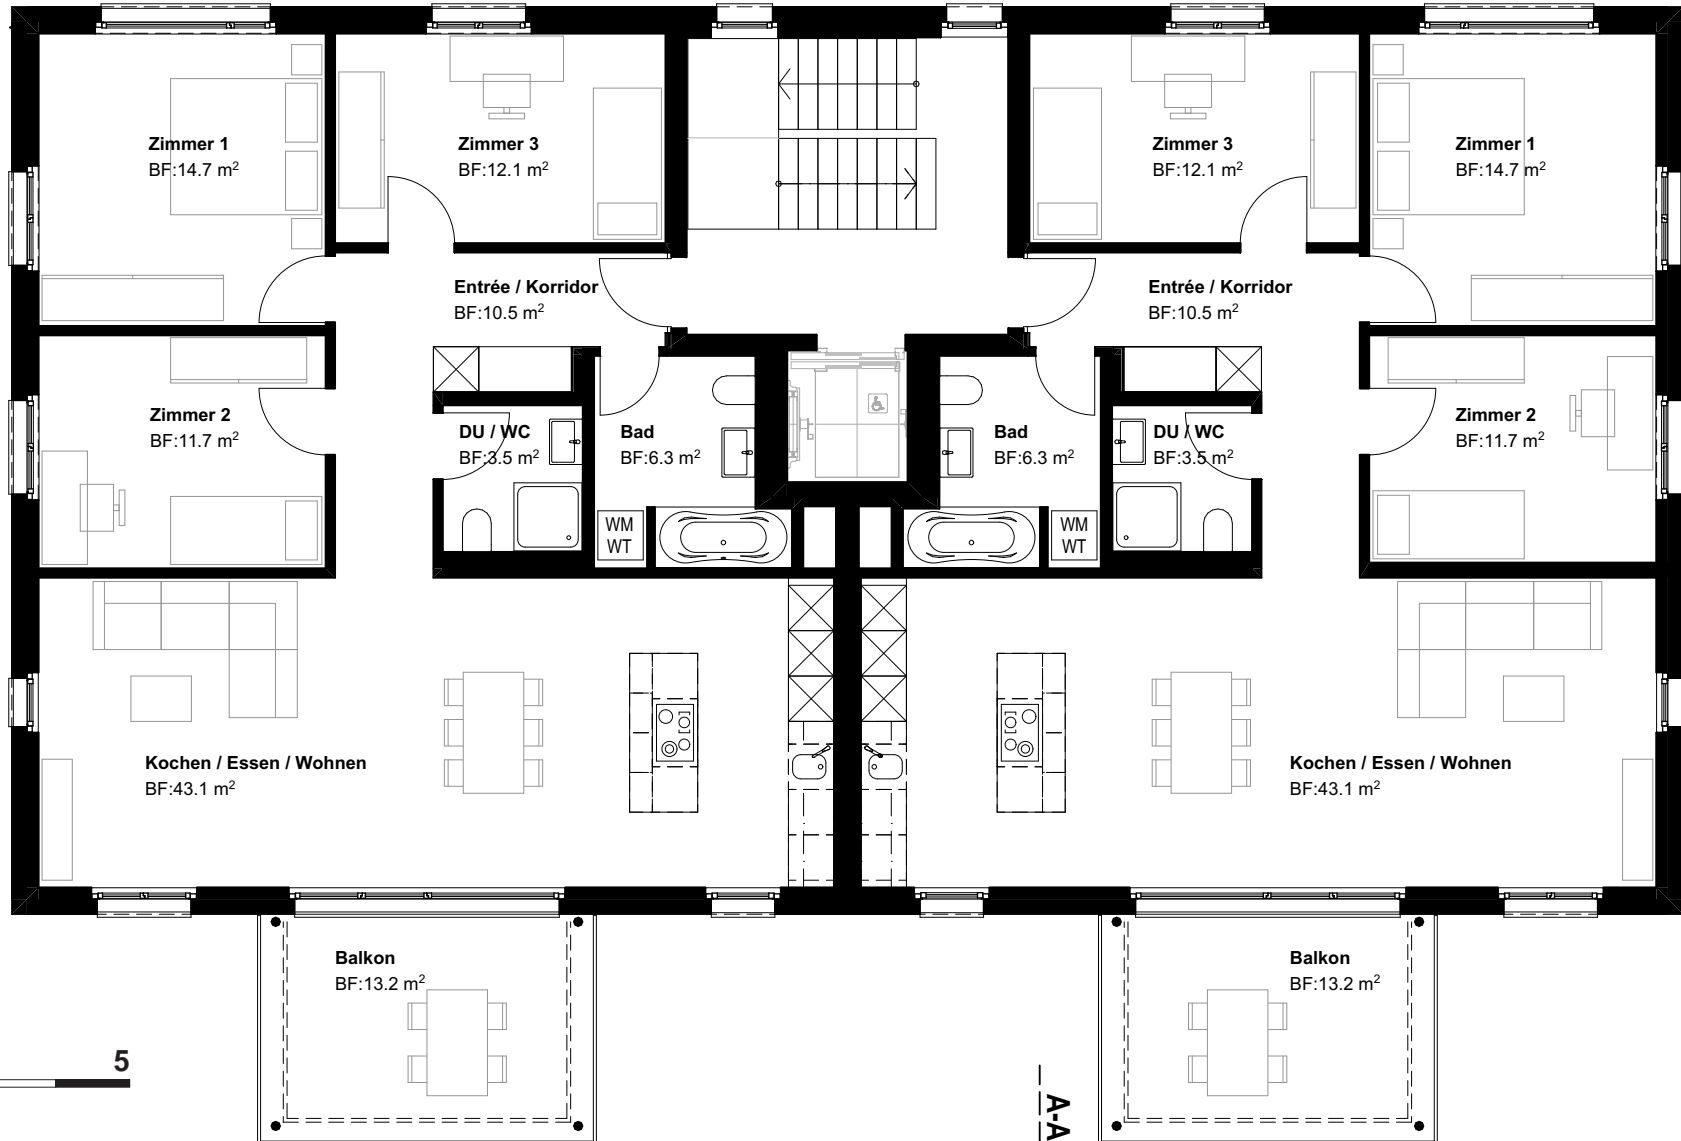 Zimmer 1
BF:14.7 m²
Zimmer 3
BF:12.1 m²
Zimmer 3
BF:12.1 m²
Zimmer 1
BF:14.7 m²
Entrée / Korridor
BF:10.5 m²
Entrée / Korridor
BF:10.5 m²
Zimmer 2
BF:11.7 m²
DU / WC
BF:3.5 m²
Bad
BF:6.3 m²
Bad
BF:6.3 m²
DU / WC
BF:3.5 m²
Zimmer 2
BF:11.7 m²
WM
WT
WM
WT
Kochen / Essen / Wohnen
BF:43.1 m²
Kochen / Essen / Wohnen
BF:43.1 m²
Balkon
BF:13.2 m²
Balkon
BF:13.2 m²
5
A-A